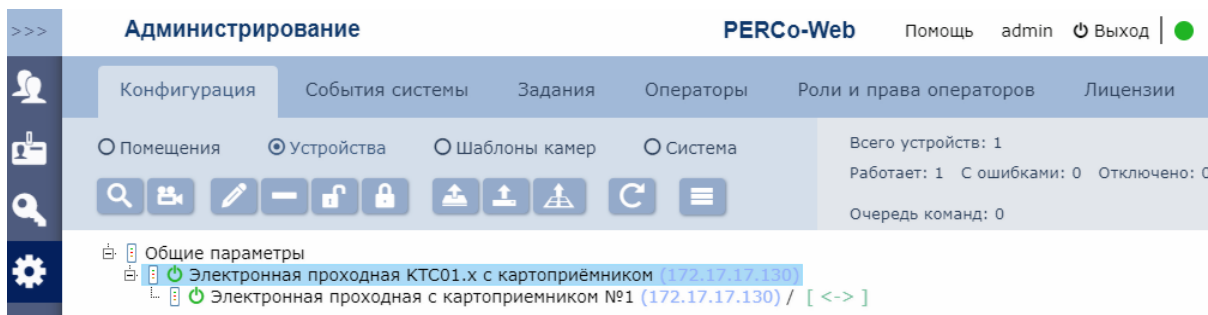 >>> Администрирование PERCo-Web Помощь admin Выход
Конфигурация События системы Задания Операторы Роли и права операторов Лицензии
Помещения Устройства Шаблоны камер Система
Всего устройств: 1
Работает: 1 С ошибками: 0 Отключено: 0
Очередь команд: 0
Общие параметры
Электронная проходная КТС01.x с картоприёмником (172.17.17.130)
Электронная проходная с картоприемником №1 (172.17.17.130) / [ <-> ]